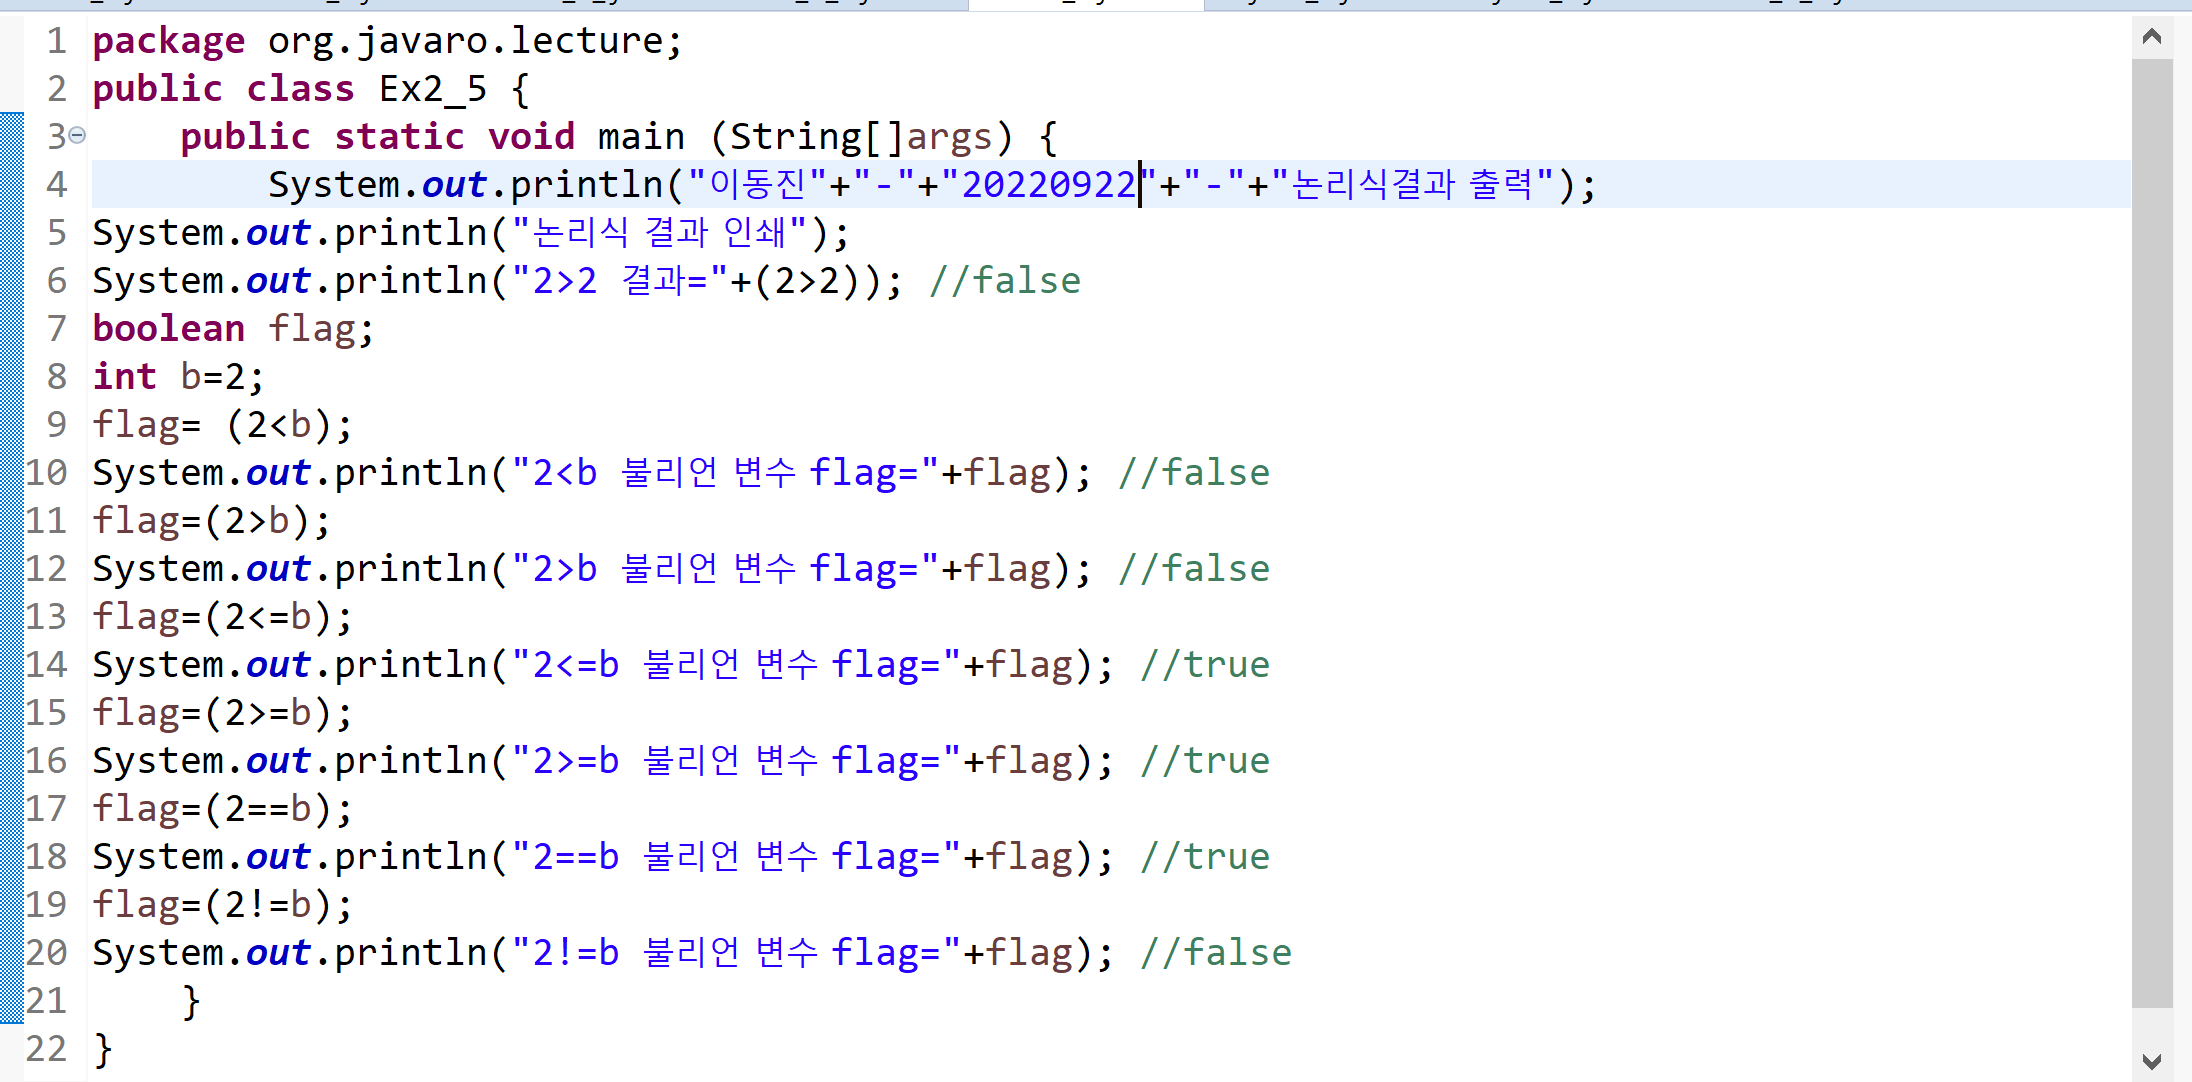 1 package org.javaro.lecture;
2 public class Ex2_5 {
3 public static void main (String[]args) {
4 System.out.println("이동진"+"-"+"20220922"+"-"+"논리식결과 출력");
5 System.out.println("논리식 결과 인쇄");
6 System.out.println("2>2 결과="+(2>2)); //false
7 boolean flag;
8 int b=2;
9 flag= (2<b);
10 System.out.println("2<b 불리언 변수 flag="+flag); //false
11 flag=(2>b);
12 System.out.println("2>b 불리언 변수 flag="+flag); //false
13 flag=(2<=b);
14 System.out.println("2<=b 불리언 변수 flag="+flag); //true
15 flag=(2>=b);
16 System.out.println("2>=b 불리언 변수 flag="+flag); //true
17 flag=(2==b);
18 System.out.println("2==b 불리언 변수 flag="+flag); //true
19 flag=(2!=b);
20 System.out.println("2!=b 불리언 변수 flag="+flag); //false
21 }
22 }